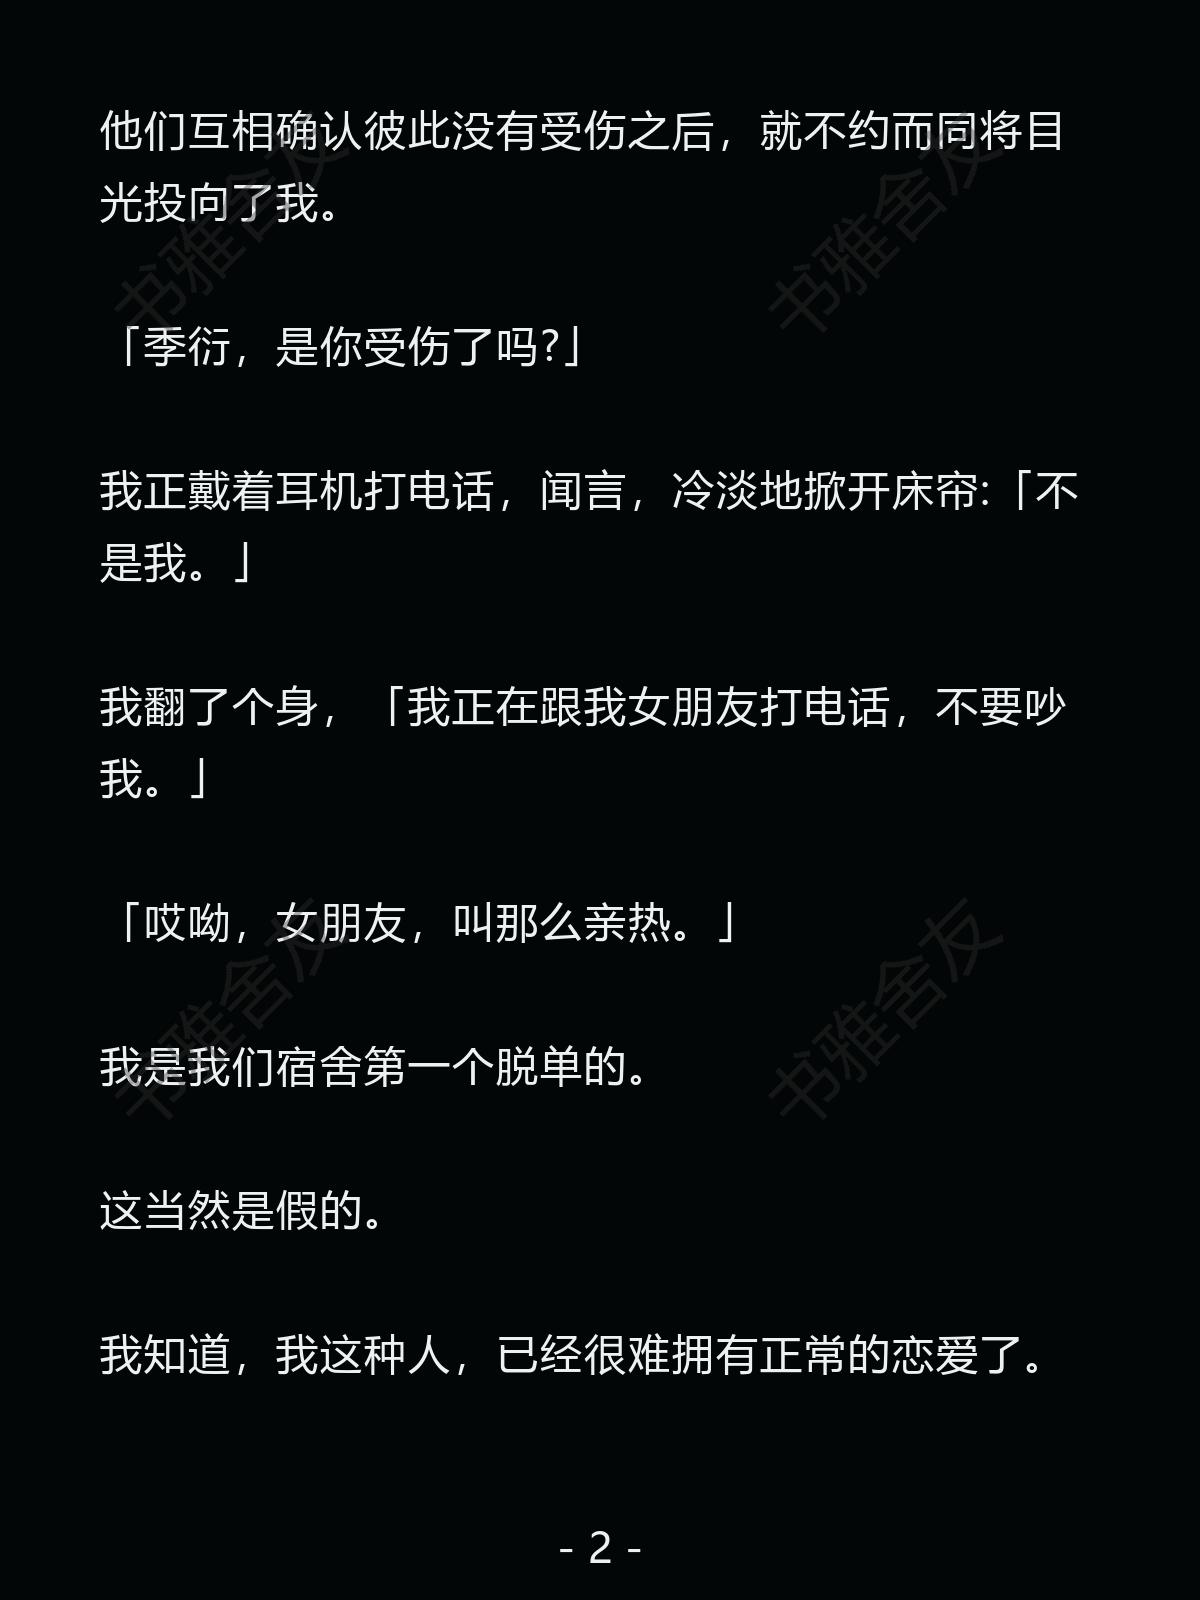 他们互相确认彼此没有受伤之后，就不约而同将目
光投向了我。
「季衍，是你受伤了吗?」
我正戴着耳机打电话，闻言，冷淡地掀开床帘:「不
是我。」
我翻了个身，「我正在跟我女朋友打电话，不要吵
我。」
「哎呦，女朋友，叫那么亲热。」
我是我们宿舍第一个脱单的。
这当然是假的。
我知道，我这种人，已经很难拥有正常的恋爱了。
- 2 -
书雅舍友
书雅舍友
书雅舍友
书雅舍友